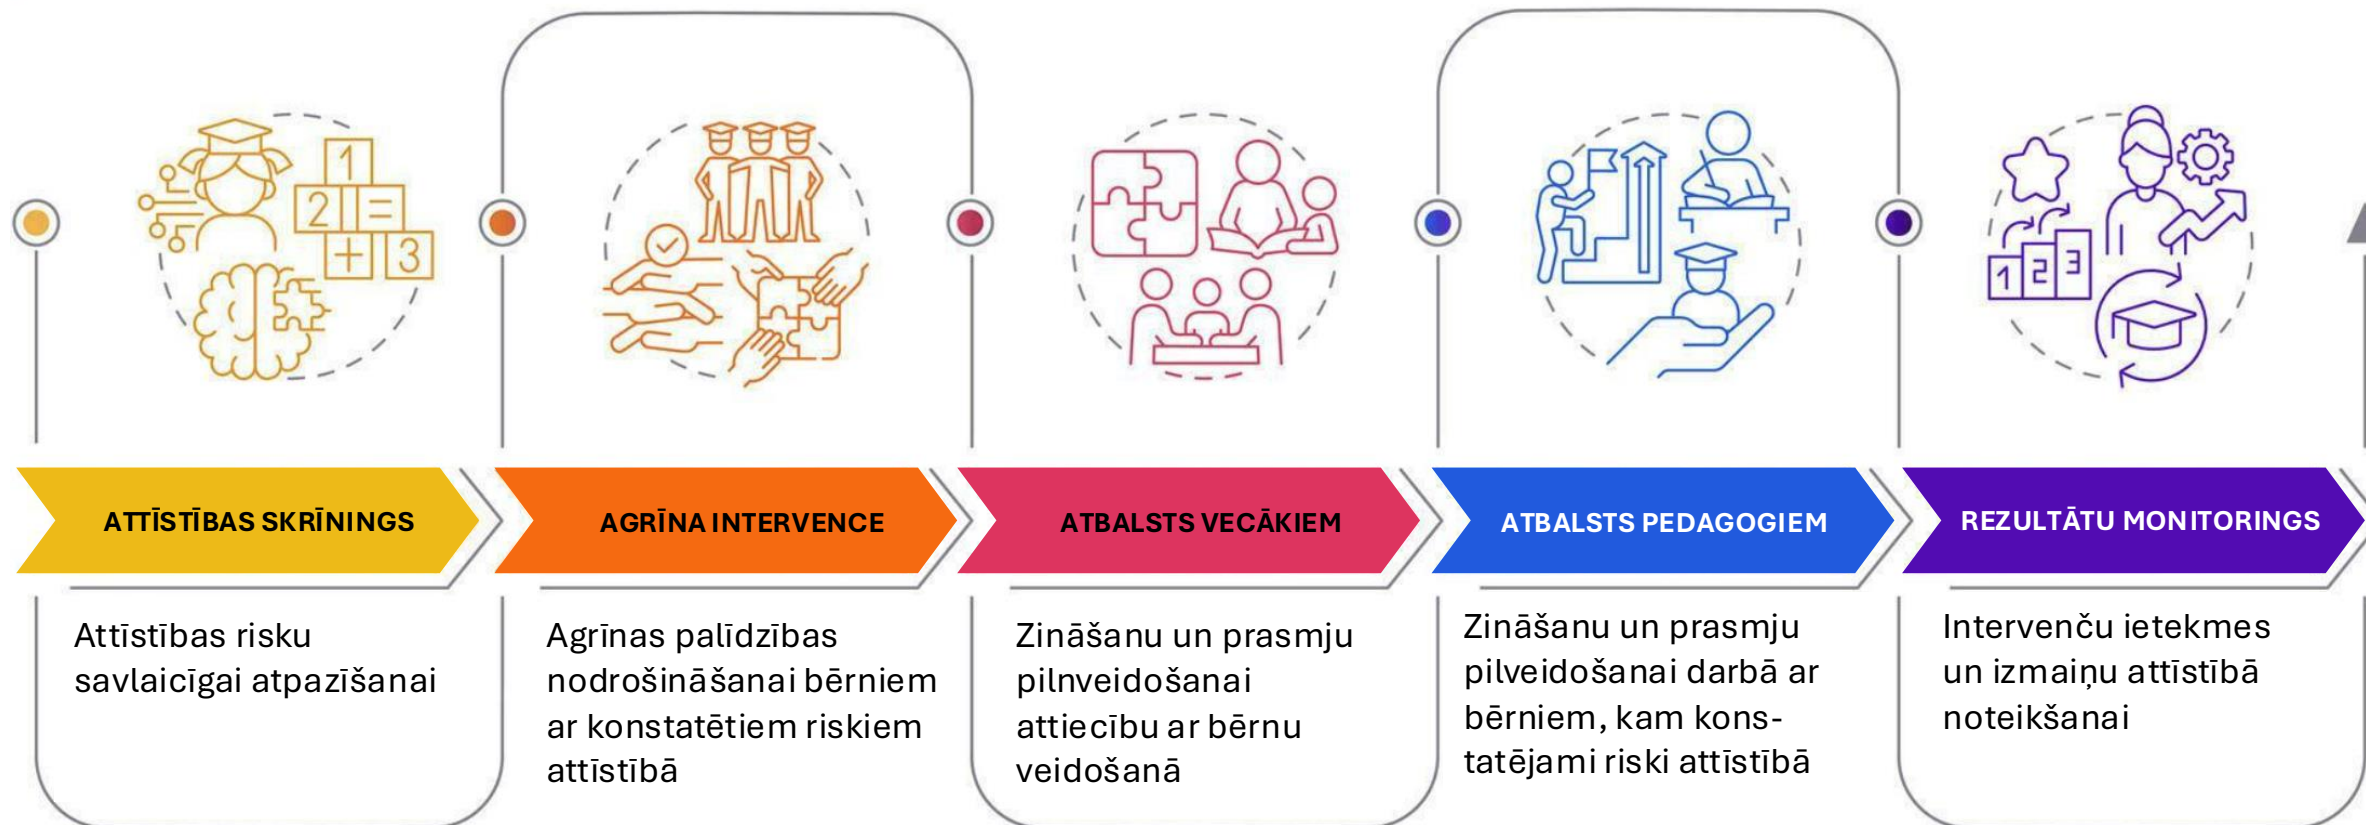 1
2 =
+ 3
1 2 3
ATTĪSTĪBAS SKRĪNINGS
AGRĪNA INTERVENCE
ATBALSTS VECĀKIEM
ATBALSTS PEDAGOGIEM
REZULTĀTU MONITORINGS
Attīstības risku
savlaicīgai atpazīšanai
Agrīnas palīdzības
nodrošināšanai bērniem
ar konstatētiem riskiem
attīstībā
Zināšanu un prasmju
pilnveidošanai
attiecību ar bērnu
veidošanā
Zināšanu un prasmju
pilveidošanai darbā ar
bērniem, kam kons-
tatējami riski attīstībā
Intervenču ietekmes
un izmaiņu attīstībā
noteikšanai